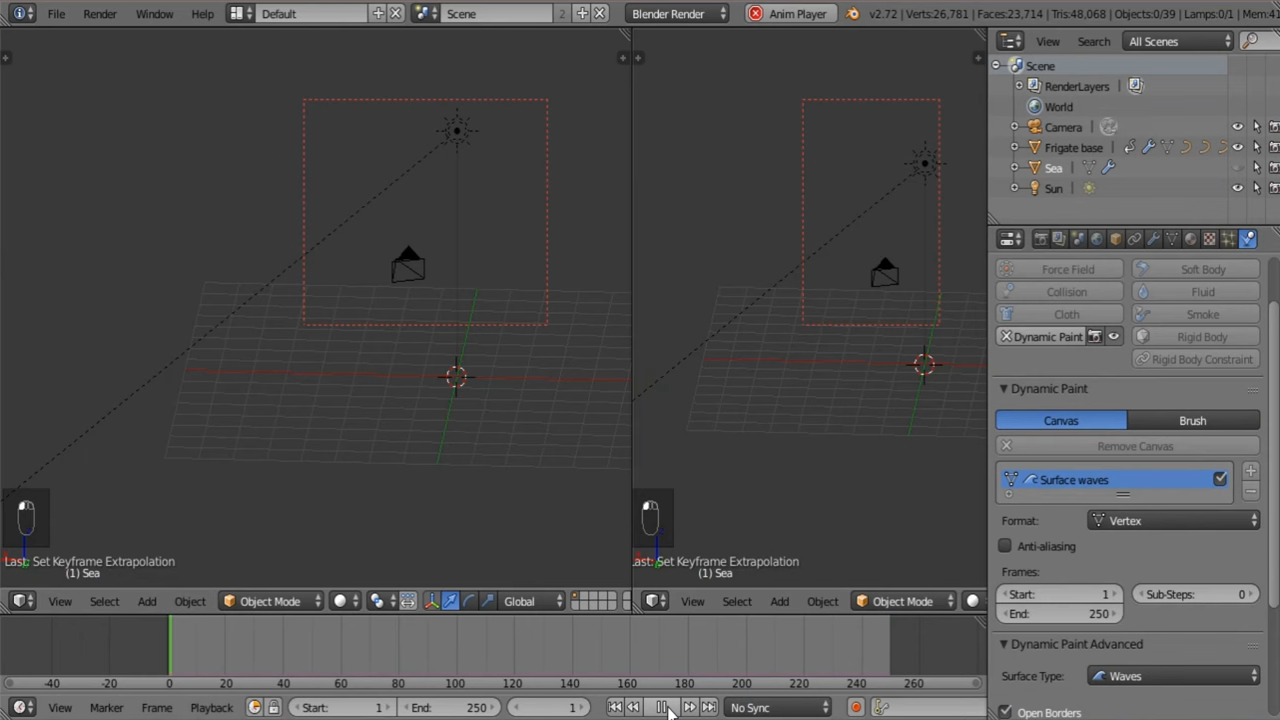 File Render Window Help Default Scene 2 Blender Render Anim Player v2.72 | Verts:26,781 | Faces:23,714 | Tris:48,068 | Objects:0/39 | Lamps:0/1 | Mem:4
View Search All Scenes
Scene
RenderLayers
World
Camera
Frigate base
Sea
Sun
Force Field Soft Body
Collision Fluid
Cloth Smoke
Dynamic Paint Rigid Body
Rigid Body Constraint
Dynamic Paint
Canvas Brush
Remove Canvas
Surface waves
Format: Vertex
Anti-aliasing
Frames:
Start: 1 Sub-Steps: 0
End: 250
Dynamic Paint Advanced
Surface Type: Waves
Open Borders
Last: Set Keyframe Extrapolation
(1) Sea
ast: Set Keyframe Extrapolation
(1) Sea
View Select Add Object Object Mode Global
View Select Add Object Object Mode
-40 -20 0 20 40 60 80 100 120 140 160 180 200 220 240 260
View Marker Frame Playback Start: 1 End: 250 1 No Sync